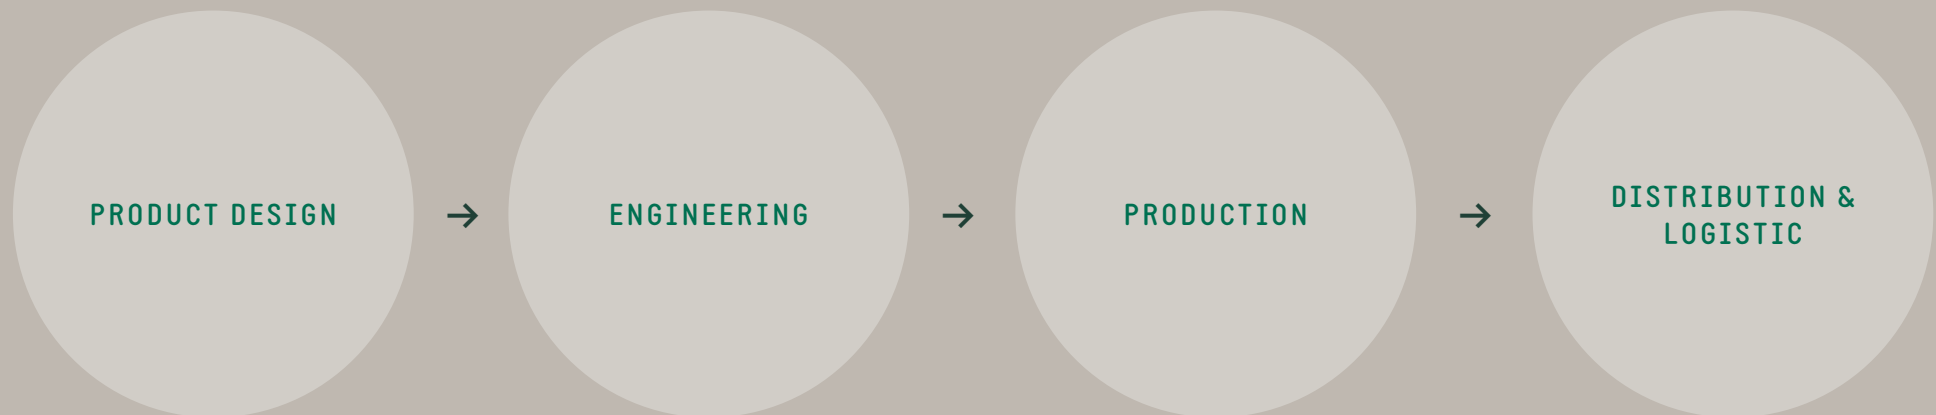 PRODUCT DESIGN
ENGINEERING
PRODUCTION
DISTRIBUTION &
LOGISTIC